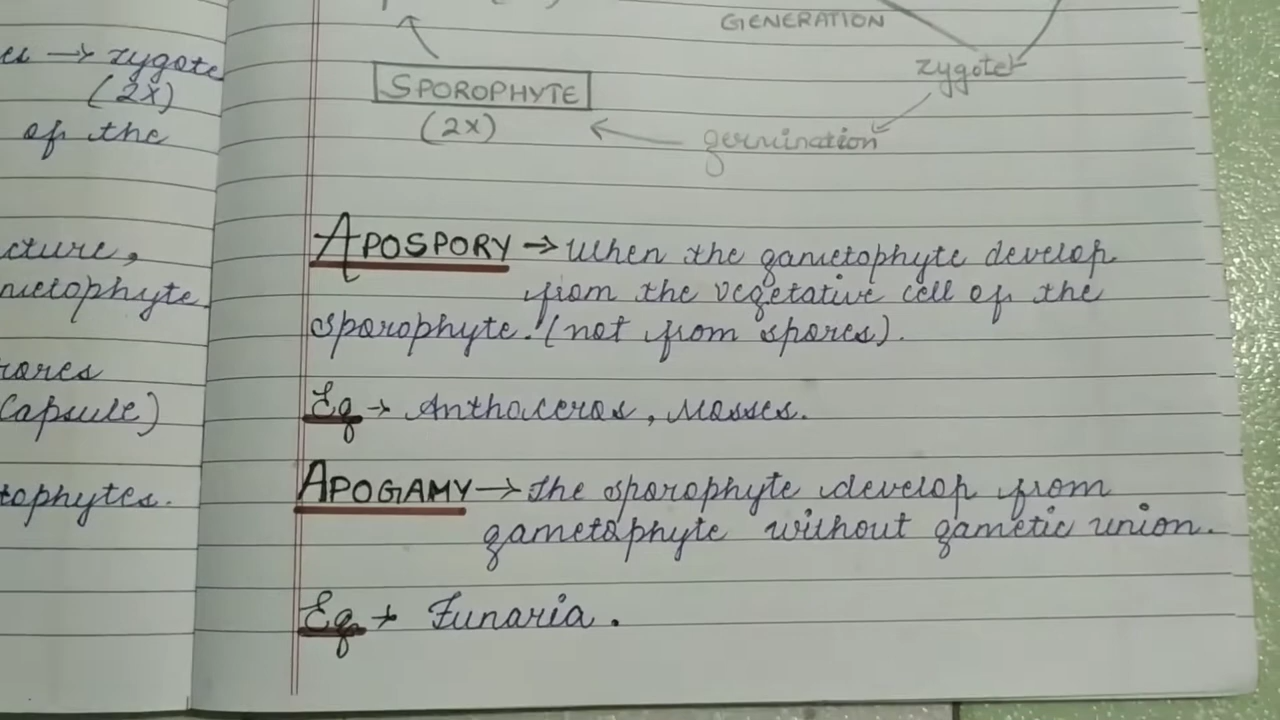 u → zygote
(2x)
of the
cture,
metophyte
rores
Capsule)
tophytes.
GENERATION
zygote
SPOROPHYTE
(2x)
germination
APOSPORY → When the gametophyte develop
from the vegetative cell of the
sporophyte. (not from spores).
Eg → Anthoceros, Mosses.
APOGAMY → the sporophyte develop from
gametophyte without gametic union.
Eg → Funaria.